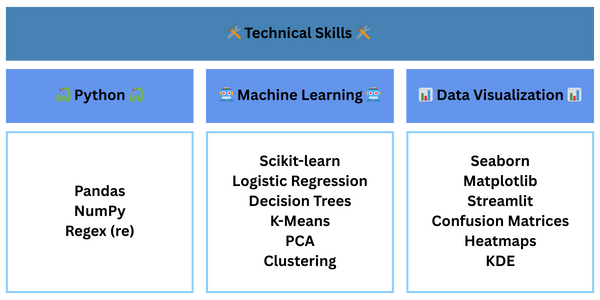 Technical Skills
Python
Machine Learning
Data Visualization
Pandas
NumPy
Regex (re)
Scikit-learn
Logistic Regression
Decision Trees
K-Means
PCA
Clustering
Seaborn
Matplotlib
Streamlit
Confusion Matrices
Heatmaps
KDE